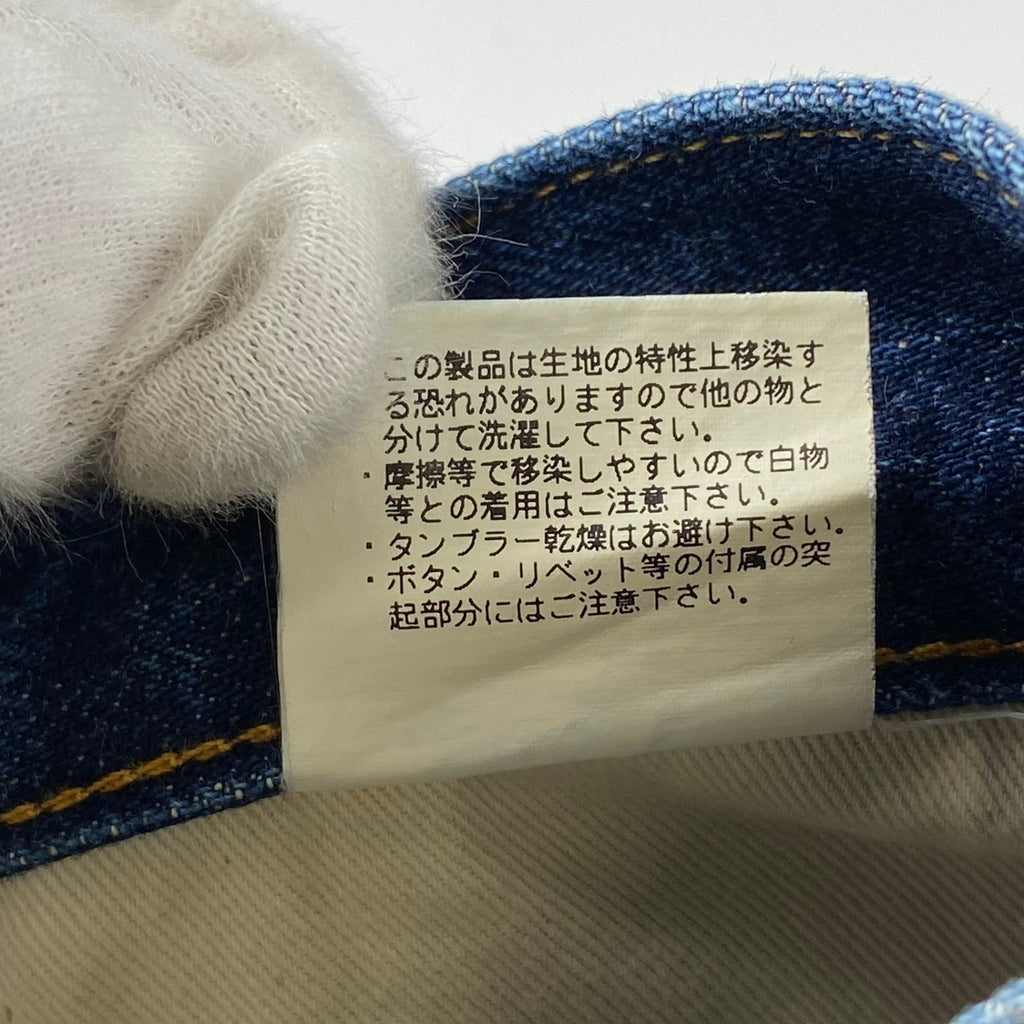 この製品は生地の特性上移染す
る恐れがありますので他の物と
分けて洗濯して下さい。
・摩擦等で移染しやすいので白物
等との着用はご注意下さい。
・タンブラー乾燥はお避け下さい。
・ボタン・リベット等の付属の突
起部分にはご注意下さい。